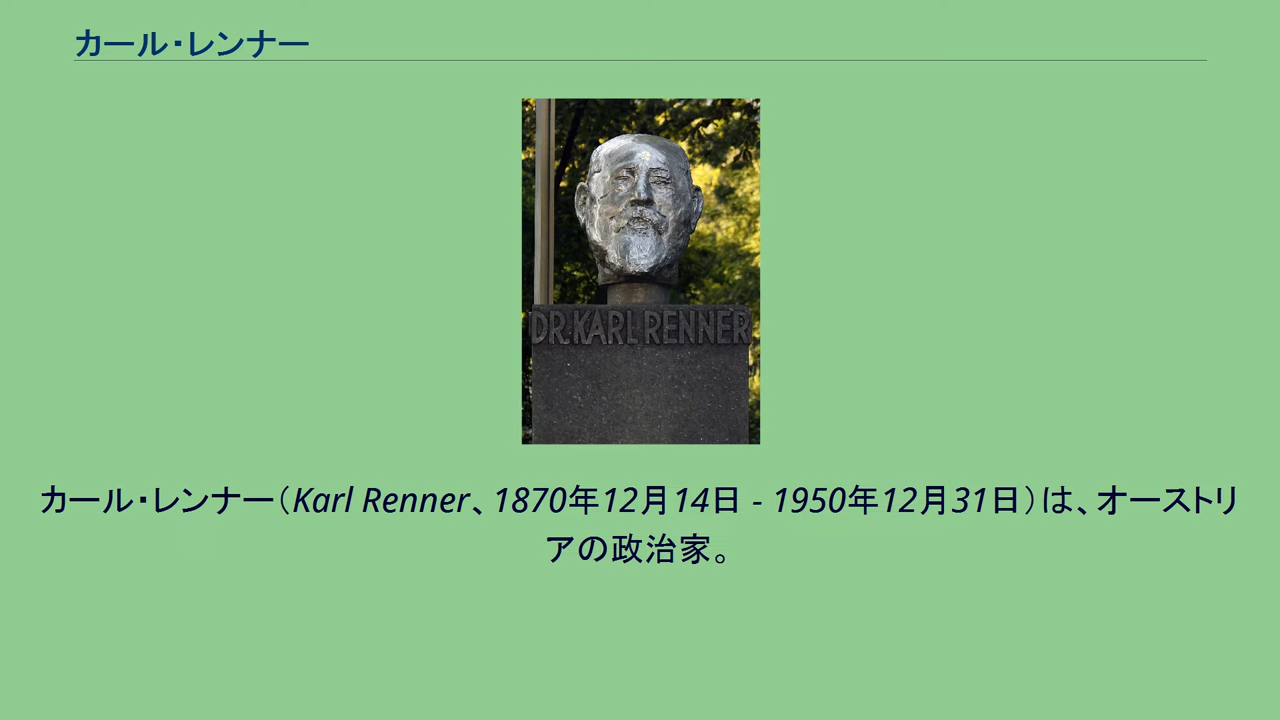 カール・レンナー
DR.KARL RENNER
カール・レンナー（Karl Renner、1870年12月14日 - 1950年12月31日）は、オーストリ
アの政治家。